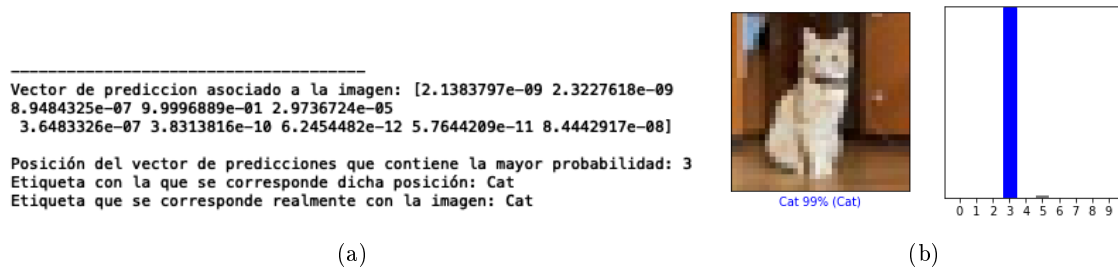 --------------------------------------
Vector de prediccion asociado a la imagen: [2.1383797e-09 2.3227618e-09
8.9484325e-07 9.9996889e-01 2.9736724e-05
3.6483326e-07 3.8313816e-10 6.2454482e-12 5.7644209e-11 8.4442917e-08]
Posición del vector de predicciones que contiene la mayor probabilidad: 3
Etiqueta con la que se corresponde dicha posición: Cat
Etiqueta que se corresponde realmente con la imagen: Cat
(a)
Cat 99% (Cat)
0 1 2 3 4 5 6 7 8 9
(b)